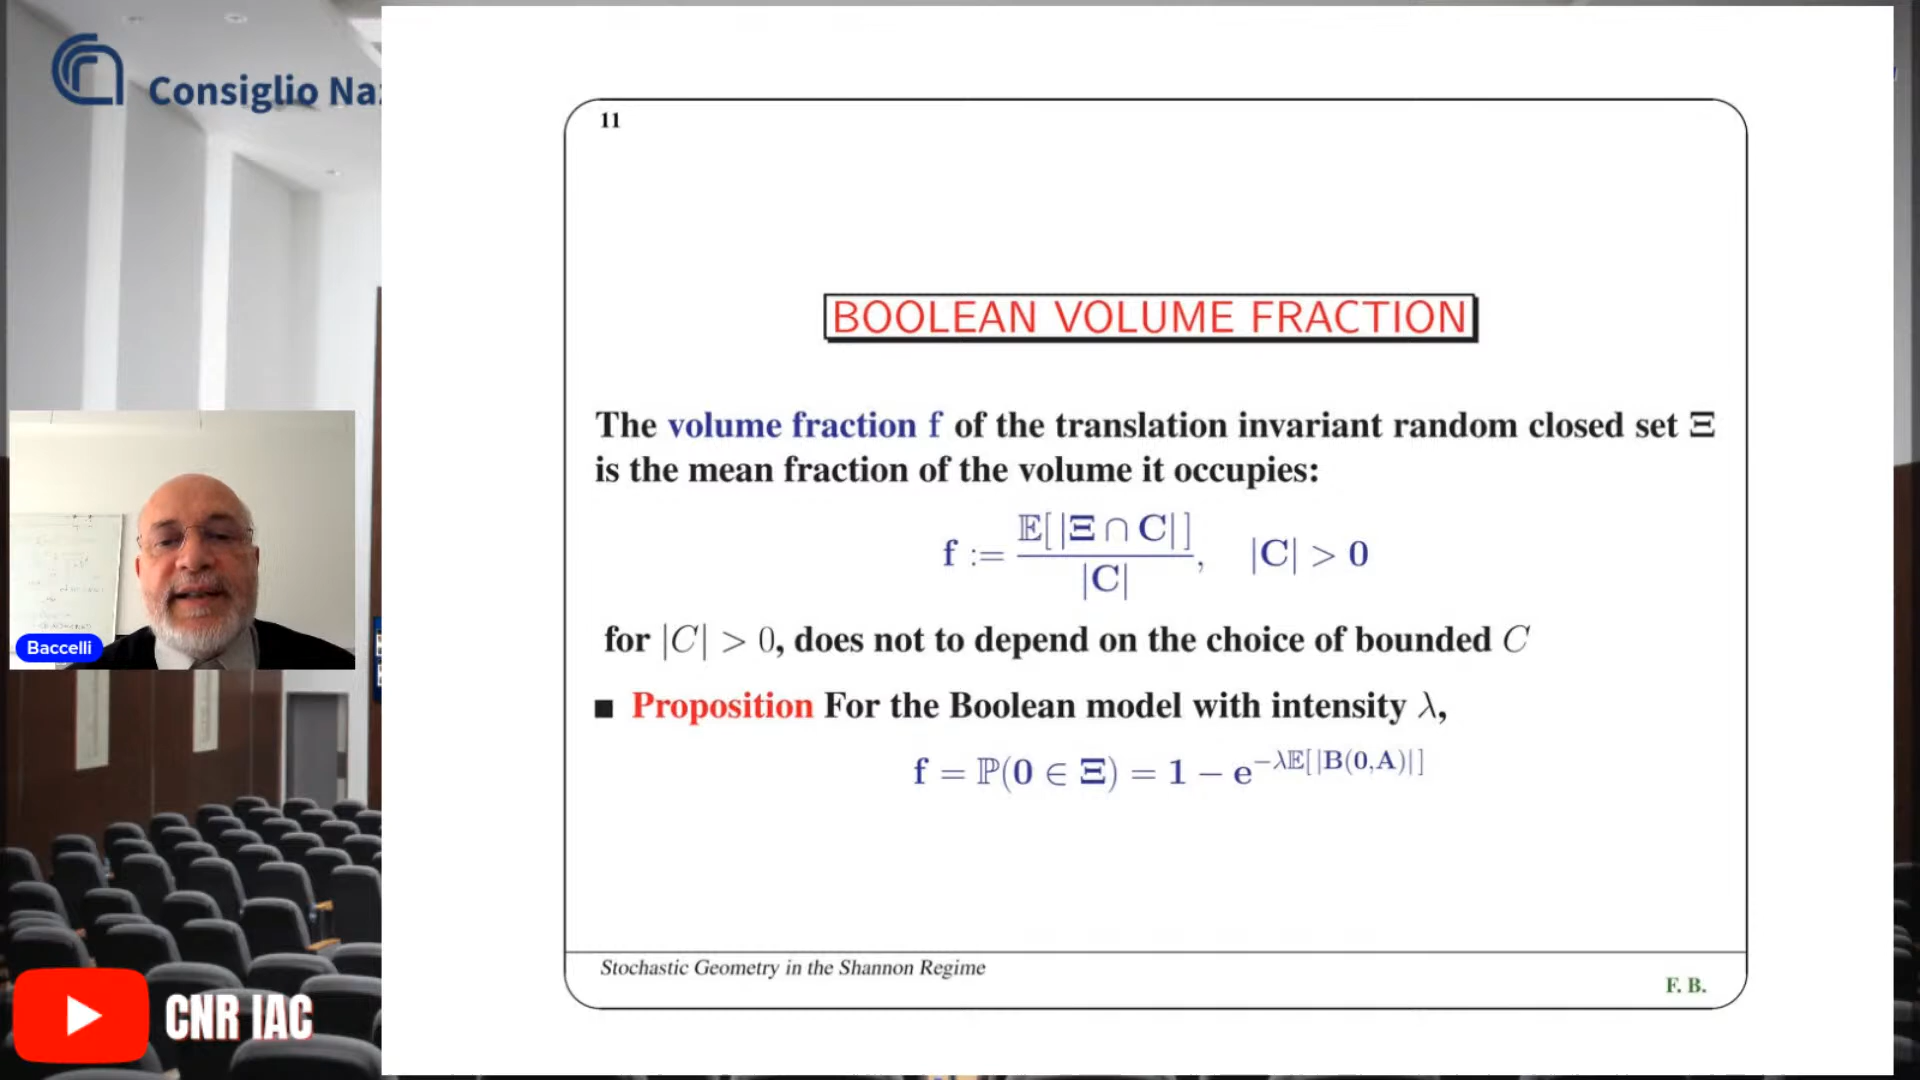 Consiglio Na
11
BOOLEAN VOLUME FRACTION
The volume fraction f of the translation invariant random closed set Ξ
is the mean fraction of the volume it occupies:
f := 𝔼[ |Ξ ∩ C| ] / |C| , |C| > 0
for |C| > 0, does not to depend on the choice of bounded C
■ Proposition For the Boolean model with intensity λ,
f = ℙ(0 ∈ Ξ) = 1 − e^{−λ𝔼[ |B(0,A)| ]}
Stochastic Geometry in the Shannon Regime
F. B.
Baccelli
CNR IAC